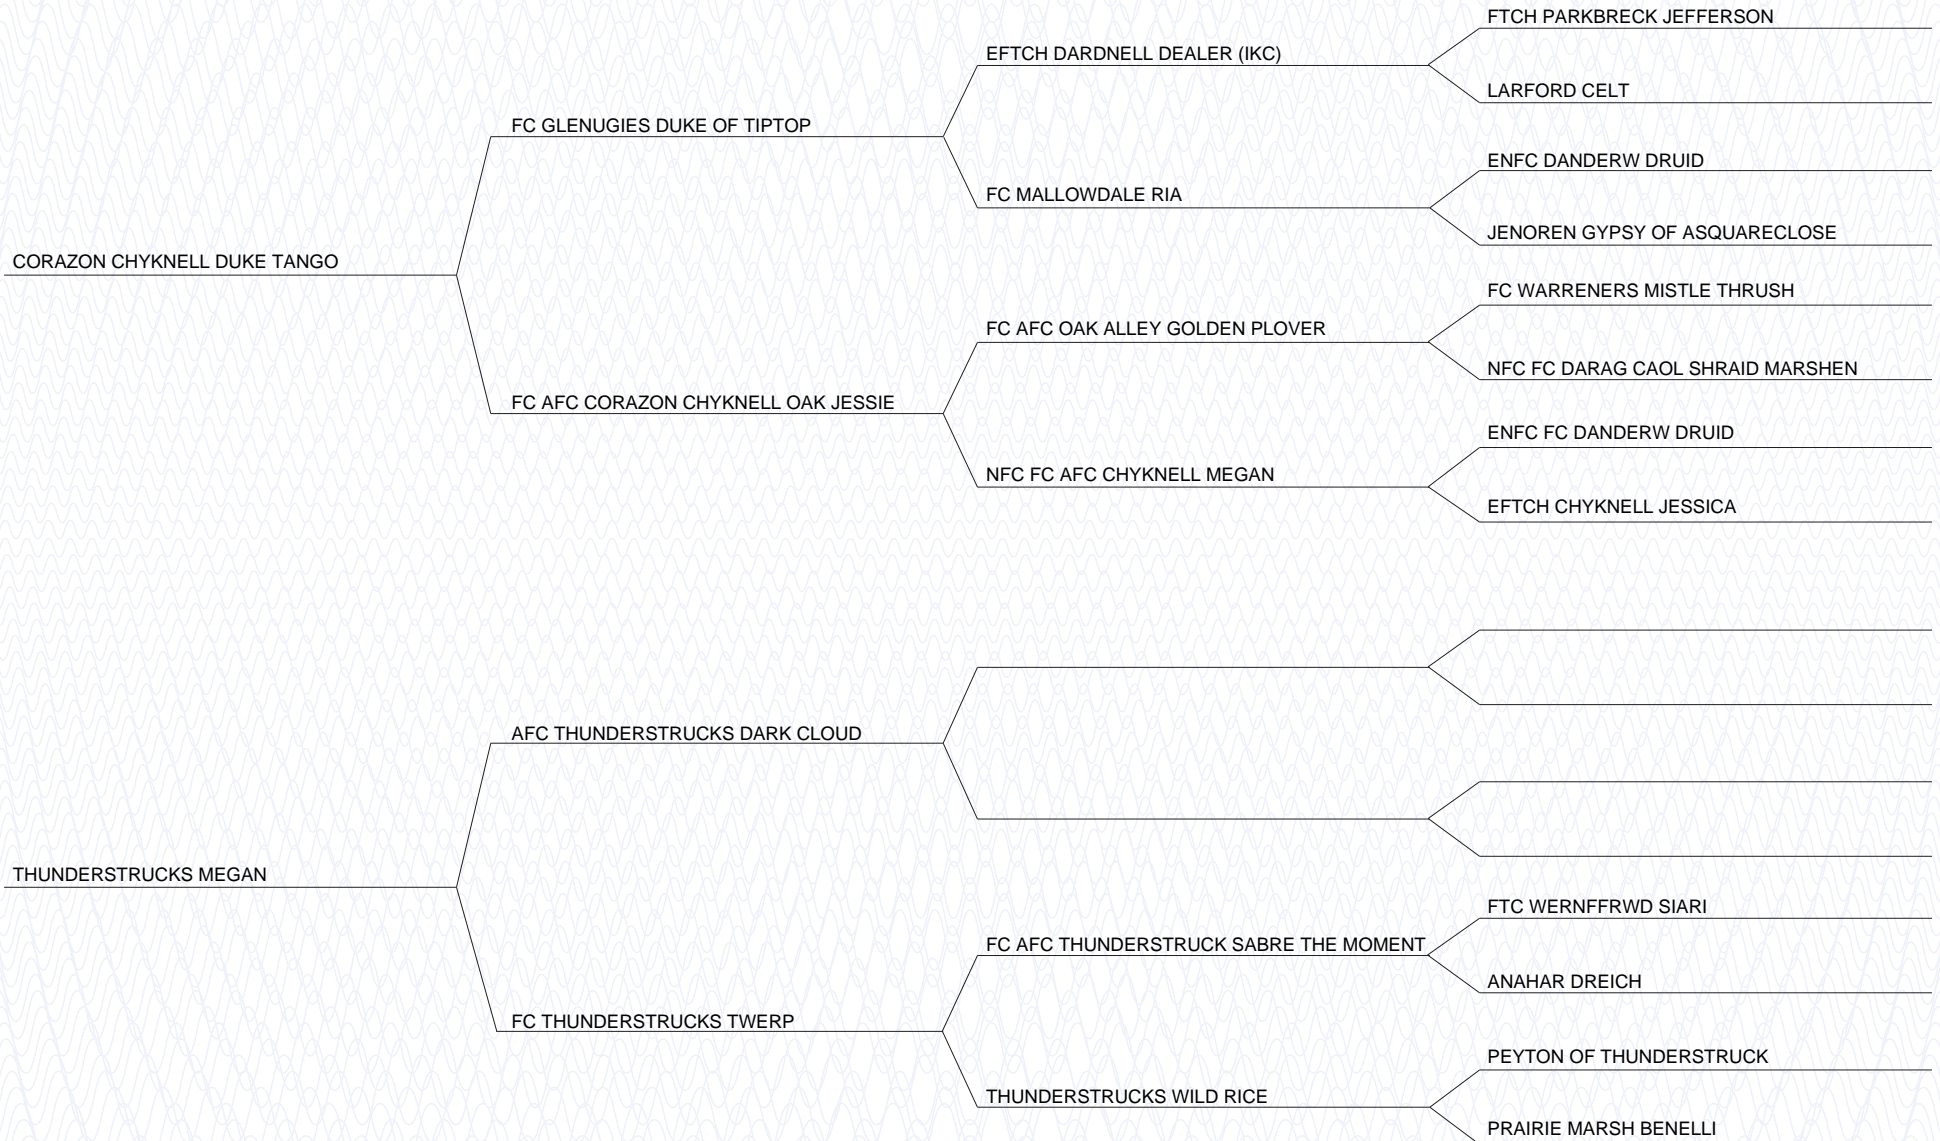 FTCH PARKBRECK JEFFERSON
EFTCH DARDNELL DEALER (IKC)
LARFORD CELT
FC GLENUGIES DUKE OF TIPTOP
ENFC DANDERW DRUID
FC MALLOWDALE RIA
JENOREN GYPSY OF ASQUARECLOSE
CORAZON CHYKNELL DUKE TANGO
FC WARRENERS MISTLE THRUSH
FC AFC OAK ALLEY GOLDEN PLOVER
NFC FC DARAG CAOL SHRAID MARSHEN
FC AFC CORAZON CHYKNELL OAK JESSIE
ENFC FC DANDERW DRUID
NFC FC AFC CHYKNELL MEGAN
EFTCH CHYKNELL JESSICA
AFC THUNDERSTRUCKS DARK CLOUD
THUNDERSTRUCKS MEGAN
FTC WERNFFRWD SIARI
FC AFC THUNDERSTRUCK SABRE THE MOMENT
ANAHAR DREICH
FC THUNDERSTRUCKS TWERP
PEYTON OF THUNDERSTRUCK
THUNDERSTRUCKS WILD RICE
PRAIRIE MARSH BENELLI